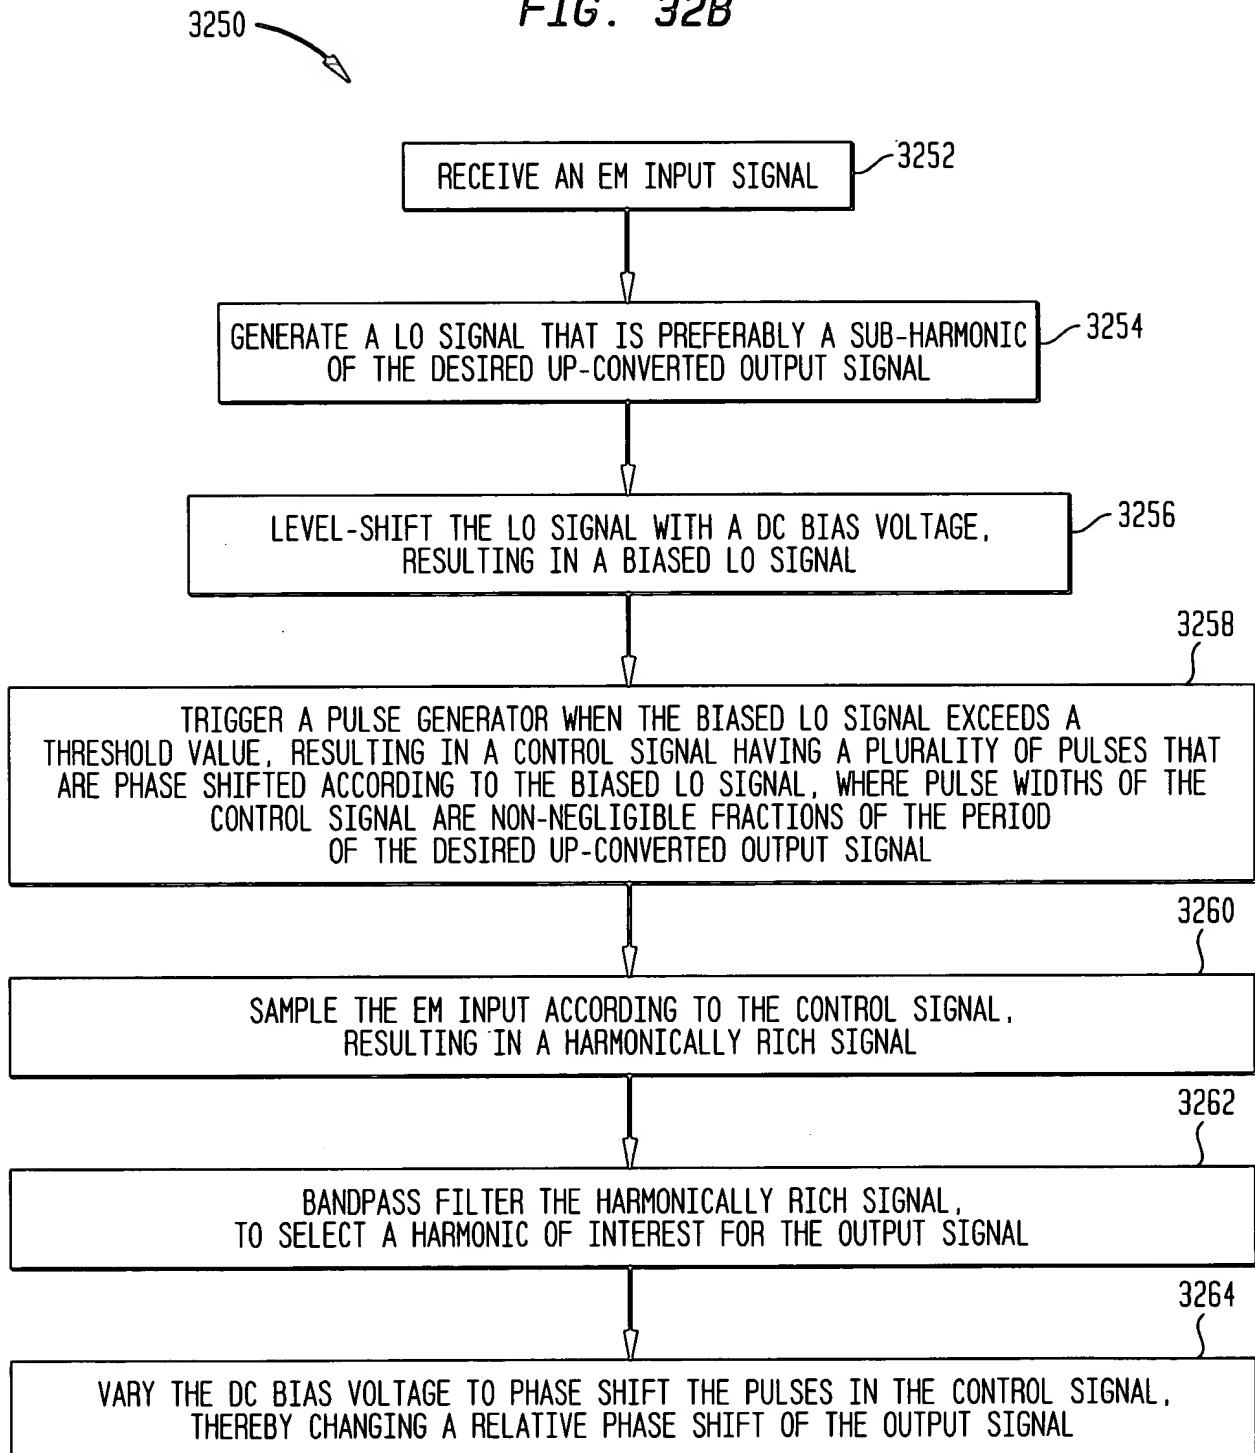 FIG. 32B
3250
RECEIVE AN EM INPUT SIGNAL
3252
GENERATE A LO SIGNAL THAT IS PREFERABLY A SUB-HARMONIC
OF THE DESIRED UP-CONVERTED OUTPUT SIGNAL
3254
LEVEL-SHIFT THE LO SIGNAL WITH A DC BIAS VOLTAGE,
RESULTING IN A BIASED LO SIGNAL
3256
3258
TRIGGER A PULSE GENERATOR WHEN THE BIASED LO SIGNAL EXCEEDS A
THRESHOLD VALUE, RESULTING IN A CONTROL SIGNAL HAVING A PLURALITY OF PULSES THAT
ARE PHASE SHIFTED ACCORDING TO THE BIASED LO SIGNAL, WHERE PULSE WIDTHS OF THE
CONTROL SIGNAL ARE NON-NEGLIGIBLE FRACTIONS OF THE PERIOD
OF THE DESIRED UP-CONVERTED OUTPUT SIGNAL
3260
SAMPLE THE EM INPUT ACCORDING TO THE CONTROL SIGNAL,
RESULTING IN A HARMONICALLY RICH SIGNAL
3262
BANDPASS FILTER THE HARMONICALLY RICH SIGNAL,
TO SELECT A HARMONIC OF INTEREST FOR THE OUTPUT SIGNAL
3264
VARY THE DC BIAS VOLTAGE TO PHASE SHIFT THE PULSES IN THE CONTROL SIGNAL,
THEREBY CHANGING A RELATIVE PHASE SHIFT OF THE OUTPUT SIGNAL